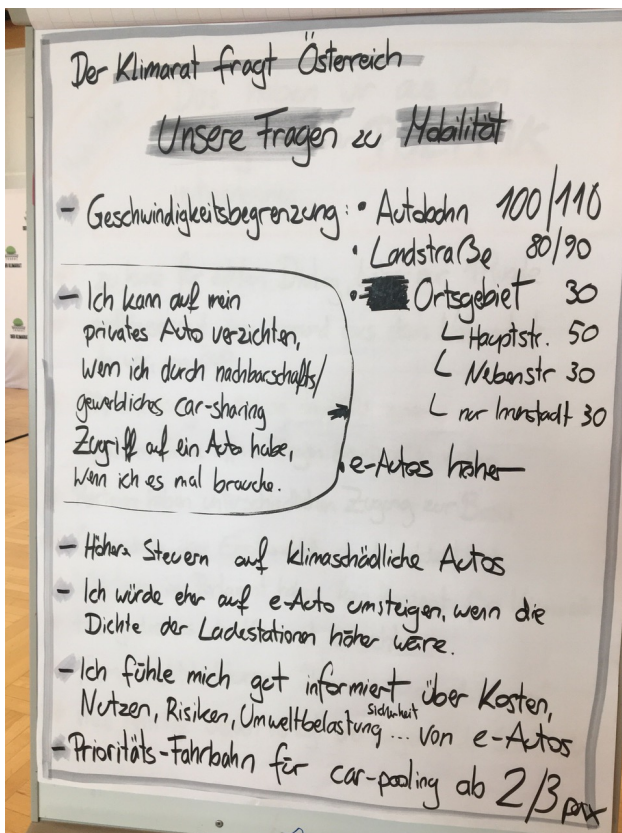 Der Klimarat fragt Österreich
Unsere Fragen zu Mobilität
- Geschwindigkeitsbegrenzung: • Autobahn 100/110
• Landstraße 80/90
• Ortsgebiet 30
Hauptstr. 50
Nebenstr 30
nur Innenstadt 30
• e-Autos höher
- Ich kann auf mein
privates Auto verzichten,
wenn ich durch nachbarschafts/
gewerbliches car-sharing
Zugriff auf ein Auto habe,
wenn ich es mal brauche.
- Höhere Steuern auf klimaschädliche Autos
- Ich würde eher auf e-Auto umsteigen, wenn die
Dichte der Ladestationen höher wäre.
- Ich fühle mich gut informiert über Kosten,
Nutzen, Risiken, Umweltbelastung, Sicherheit ... von e-Autos
- Prioritäts-Fahrbahn für car-pooling ab 2/3 pax